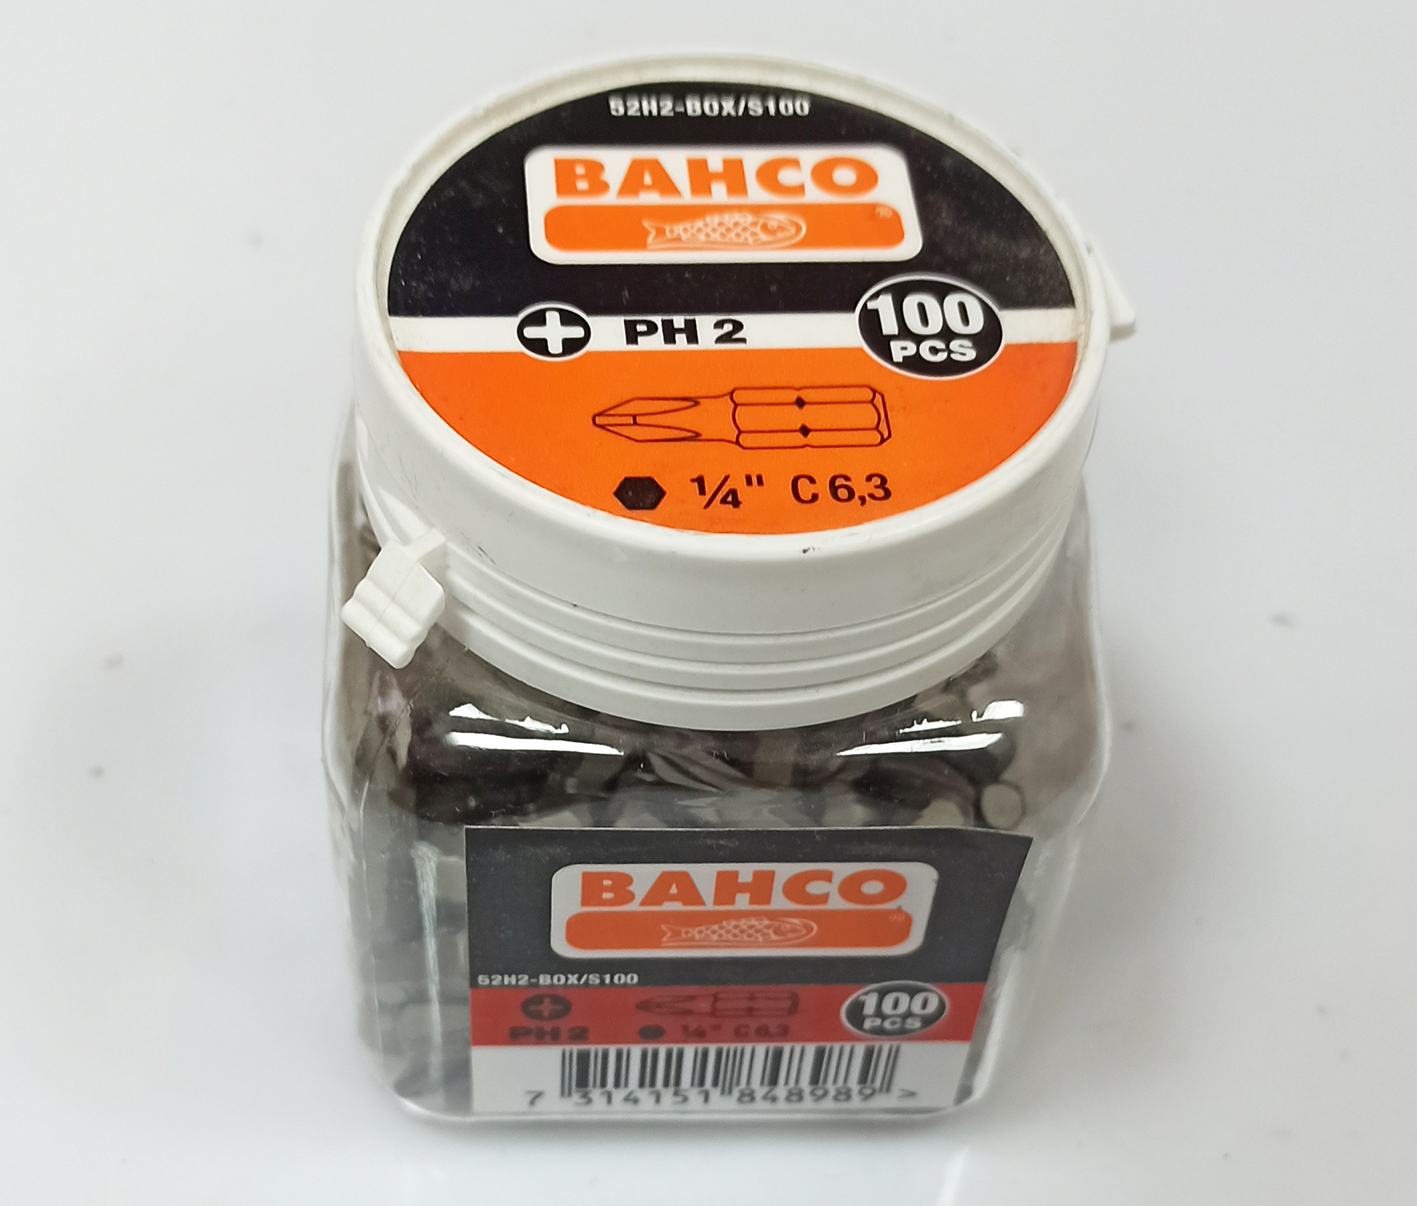 52H2-BOX/S100
BAHCO
®
PH 2
100
PCS
1/4" C 6,3
BAHCO
®
52H2-BOX/S100
PH 2
1/4" C 6,3
100
PCS
7 314151 848989 >